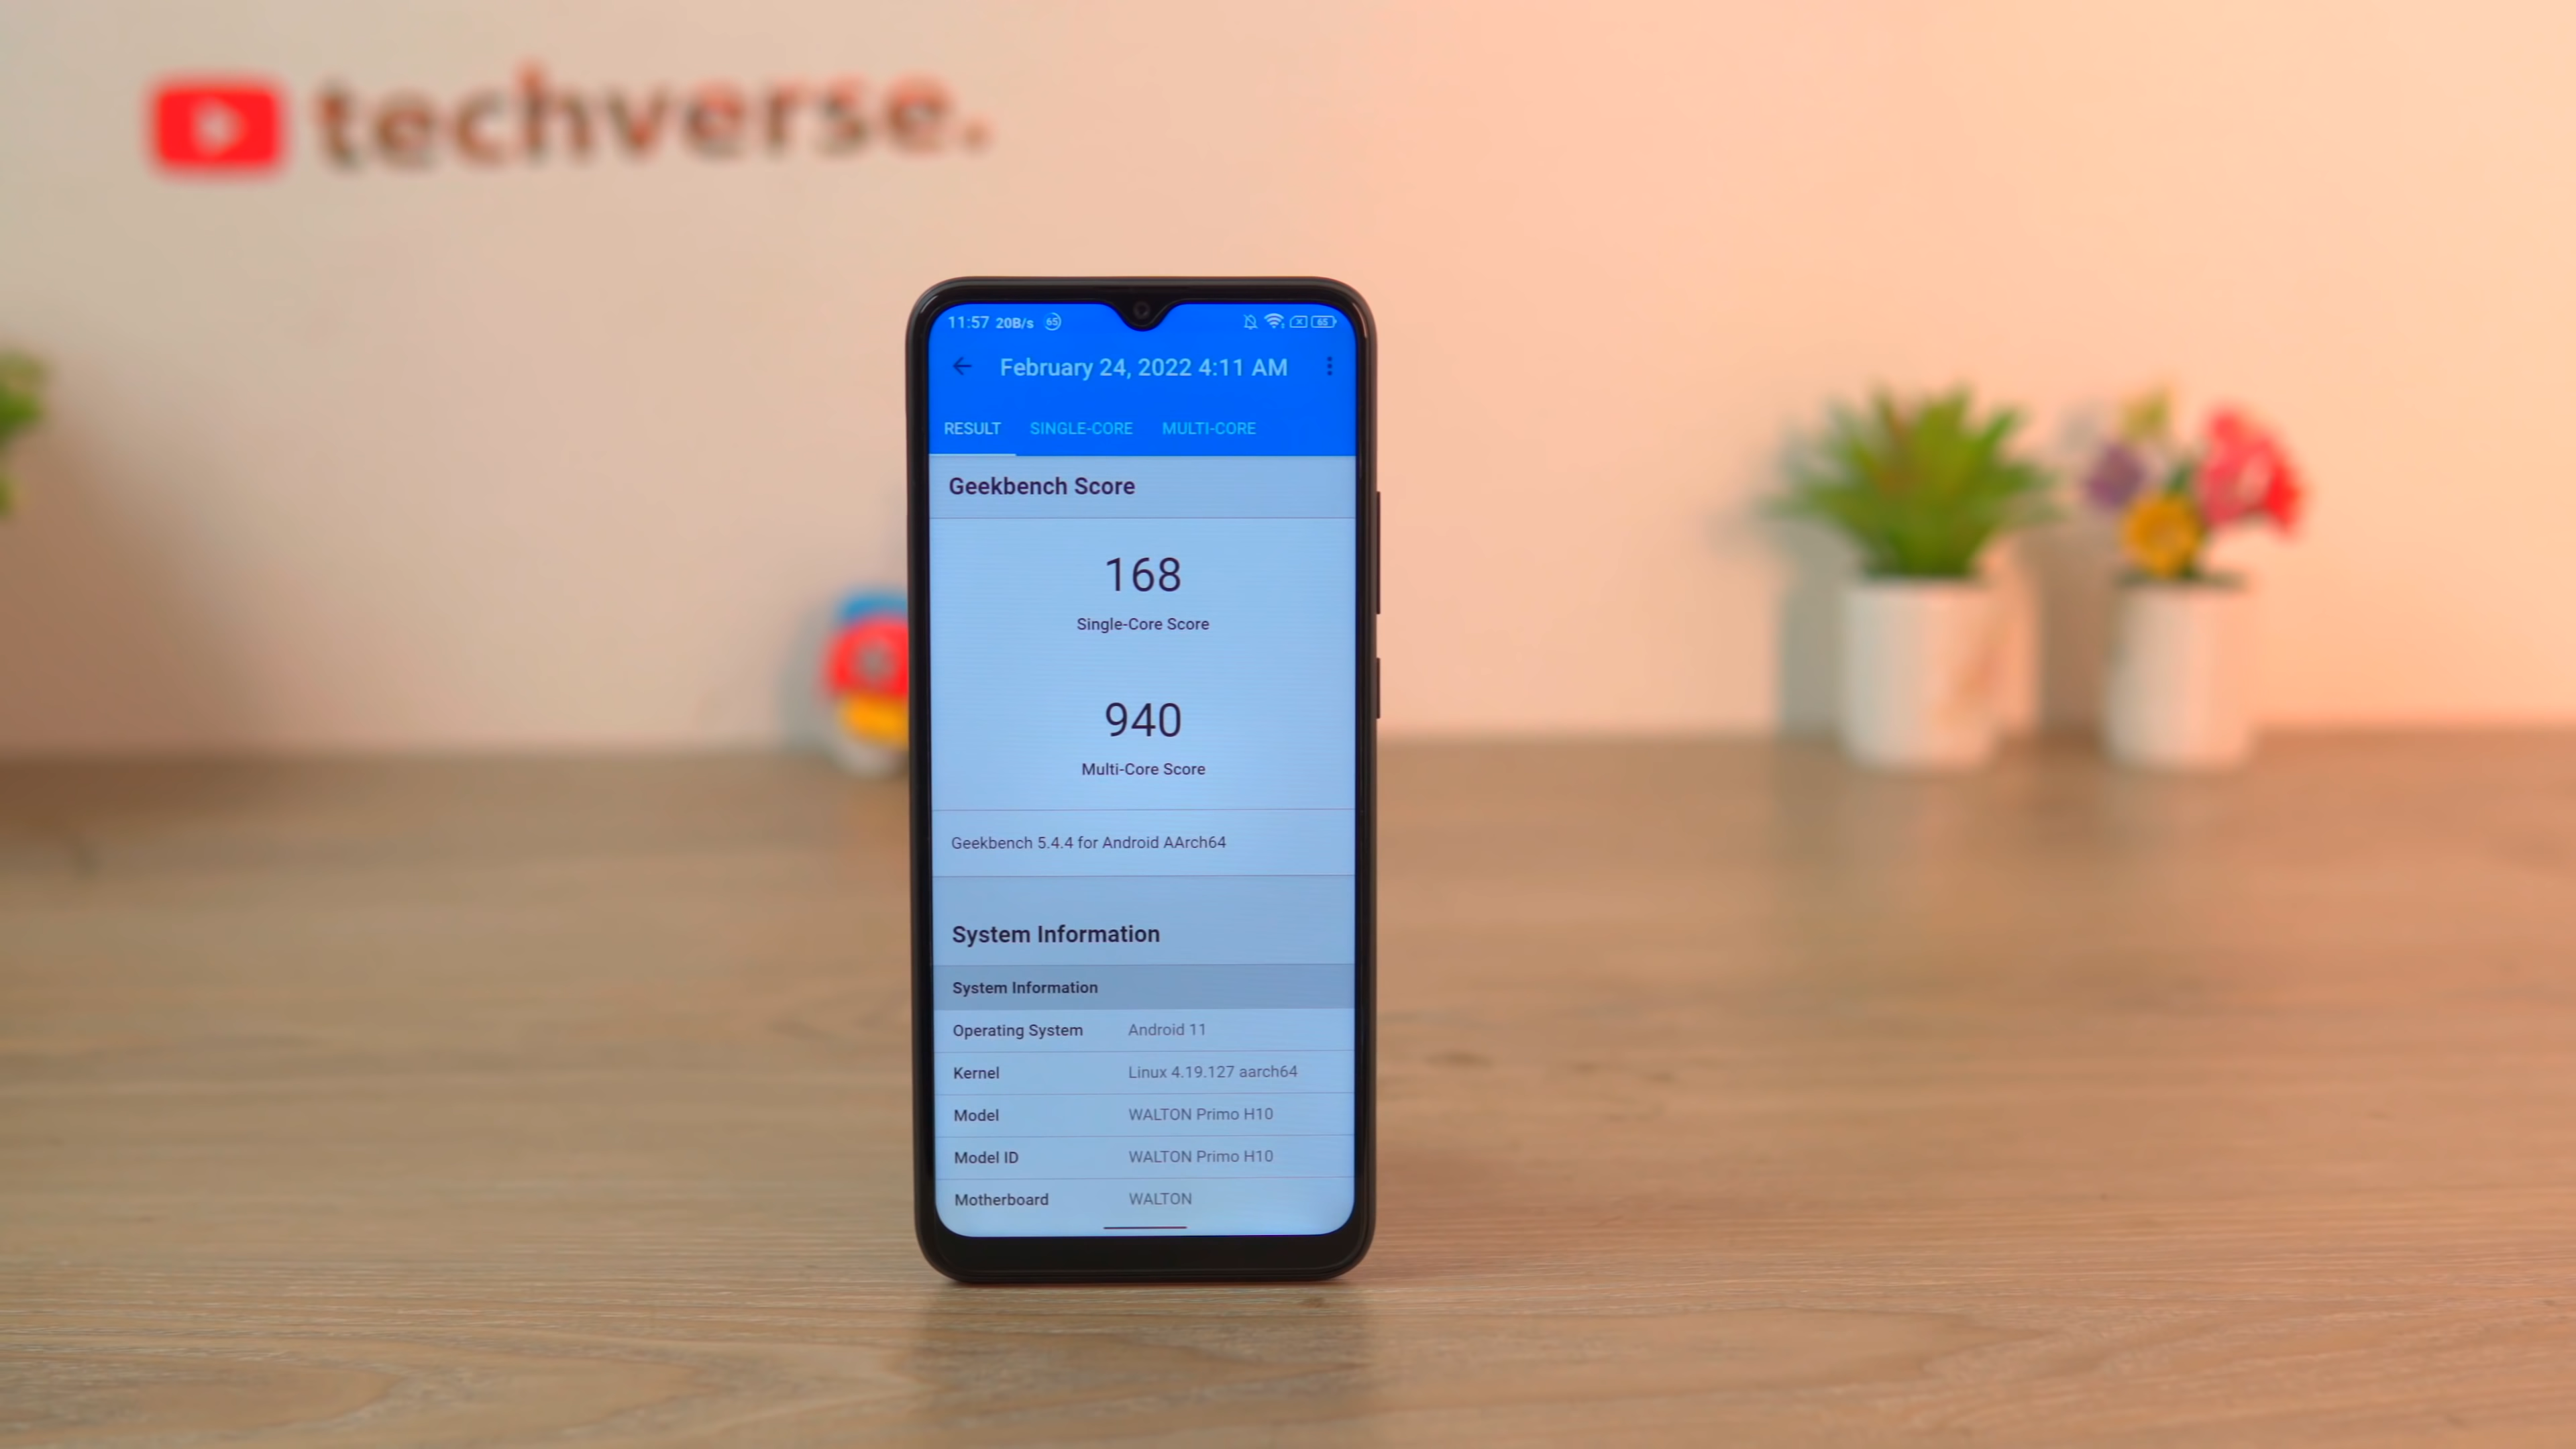 techverse.
11:57 20B/s 65 65
February 24, 2022 4:11 AM
RESULT SINGLE-CORE MULTI-CORE
Geekbench Score
168
Single-Core Score
940
Multi-Core Score
Geekbench 5.4.4 for Android AArch64
System Information
System Information
Operating System Android 11
Kernel Linux 4.19.127 aarch64
Model WALTON Primo H10
Model ID WALTON Primo H10
Motherboard WALTON